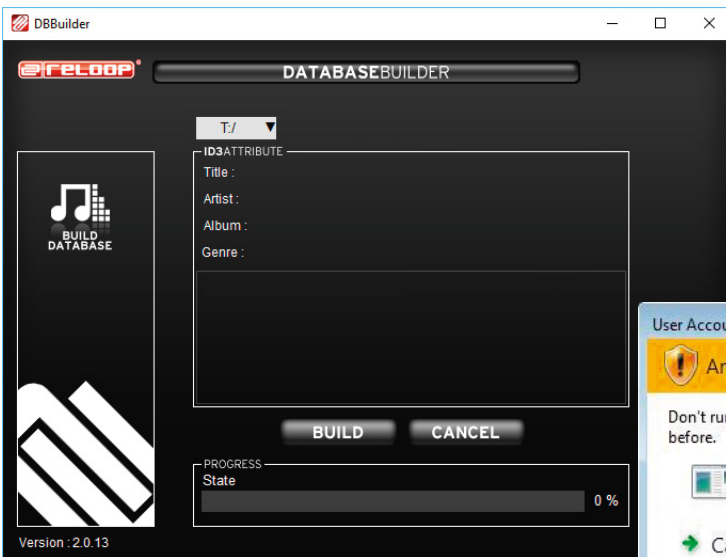 DBBuilder
reloop
DATABASEBUILDER
T:/
ID3ATTRIBUTE
Title :
Artist :
Album :
Genre :
BUILD
DATABASE
BUILD
CANCEL
PROGRESS
State
0 %
Version : 2.0.13
User Accou
Ar
Don't ru
before.